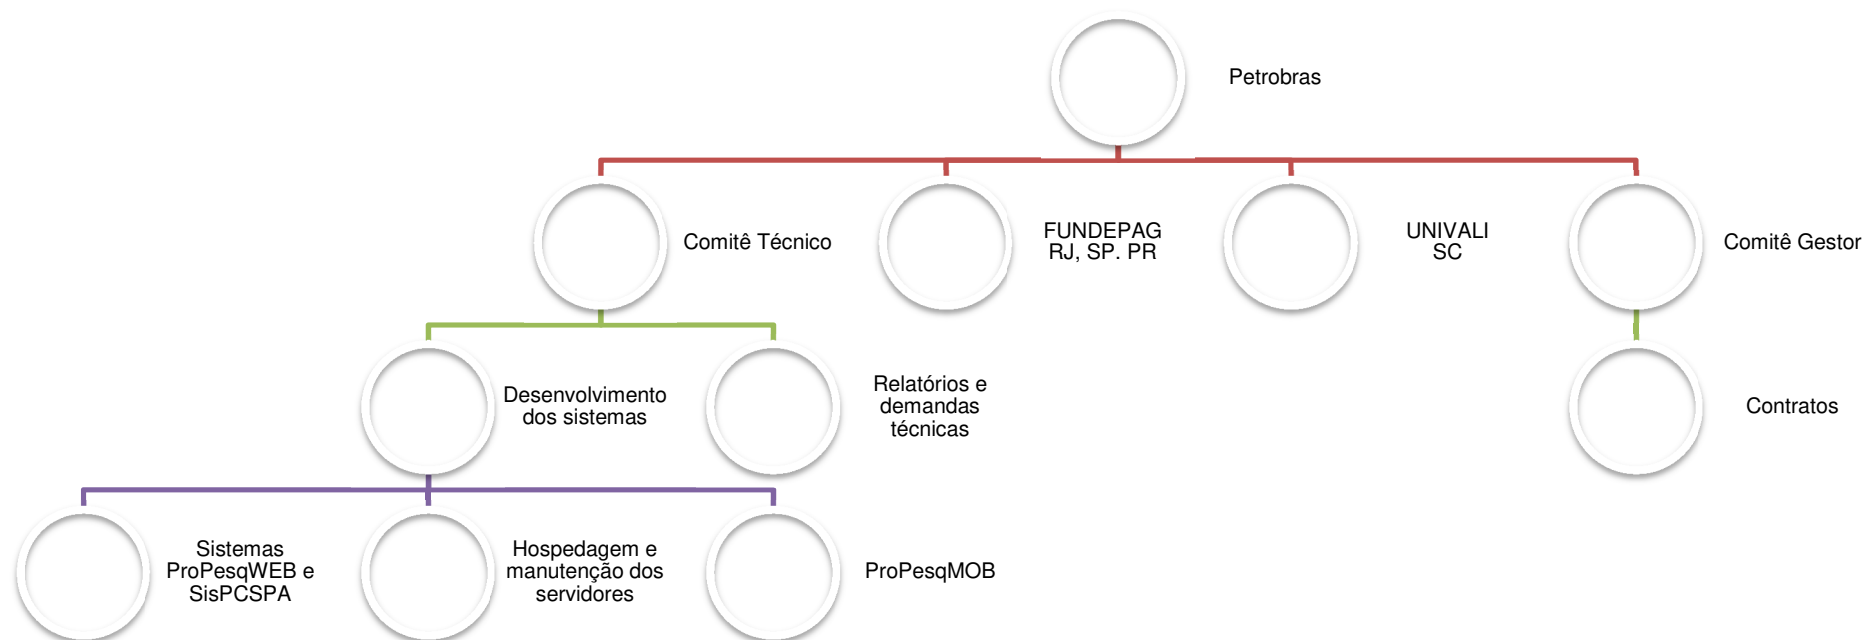 Petrobras
Comitê Técnico
FUNDEPAG
RJ, SP. PR
UNIVALI
SC
Comitê Gestor
Desenvolvimento
dos sistemas
Relatórios e
demandas
técnicas
Contratos
Sistemas
ProPesqWEB e
SisPCSPA
Hospedagem e
manutenção dos
servidores
ProPesqMOB